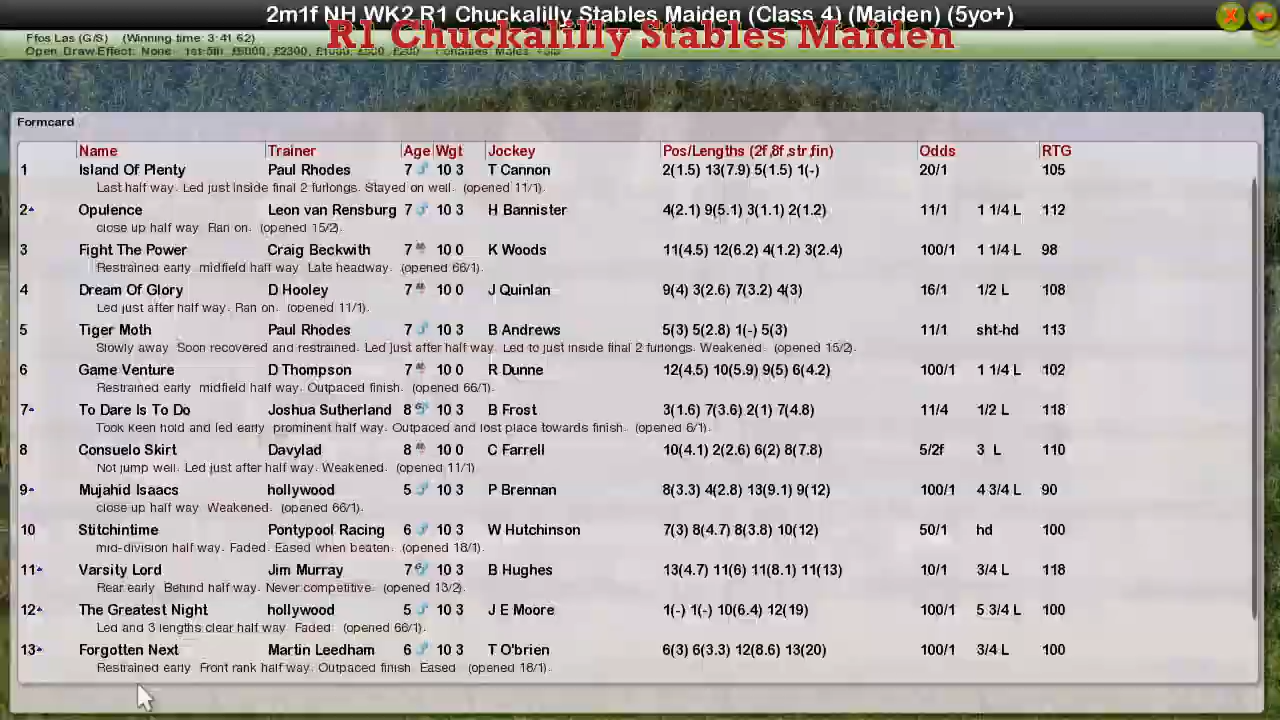 2m1f NH WK2 R1 Chuckalilly Stables Maiden (Class 4) (Maiden) (5yo+)
R1 Chuckalilly Stables Maiden
Ffos Las (G/S) (Winning time: 3:41.62)
Open Draw Effect: None 1st-5th: £6000, £2300, £1000, £500, £200 Penalties: Males +3lb
Formcard
Name Trainer Age Wgt Jockey Pos/Lengths (2f,8f,str,fin) Odds RTG
1 Island Of Plenty Paul Rhodes 7 10 3 T Cannon 2(1.5) 13(7.9) 5(1.5) 1(-) 20/1 105
Last half way. Led just inside final 2 furlongs. Stayed on well. (opened 11/1).
2 Opulence Leon van Rensburg 7 10 3 H Bannister 4(2.1) 9(5.1) 3(1.1) 2(1.2) 11/1 1 1/4 L 112
close up half way. Ran on. (opened 15/2).
3 Fight The Power Craig Beckwith 7 10 0 K Woods 11(4.5) 12(6.2) 4(1.2) 3(2.4) 100/1 1 1/4 L 98
Restrained early midfield half way. Late headway. (opened 66/1).
4 Dream Of Glory D Hooley 7 10 0 J Quinlan 9(4) 3(2.6) 7(3.2) 4(3) 16/1 1/2 L 108
Led just after half way. Ran on. (opened 11/1).
5 Tiger Moth Paul Rhodes 7 10 3 B Andrews 5(3) 5(2.8) 1(-) 5(3) 11/1 sht-hd 113
Slowly away Soon recovered and restrained. Led just after half way. Led to just inside final 2 furlongs. Weakened. (opened 15/2).
6 Game Venture D Thompson 7 10 0 R Dunne 12(4.5) 10(5.9) 9(5) 6(4.2) 100/1 1 1/4 L 102
Restrained early midfield half way. Outpaced finish. (opened 66/1).
7 To Dare Is To Do Joshua Sutherland 8 10 3 B Frost 3(1.6) 7(3.6) 2(1) 7(4.8) 11/4 1/2 L 118
Took keen hold and led early prominent half way. Outpaced and lost place towards finish. (opened 6/1).
8 Consuelo Skirt Davylad 8 10 0 C Farrell 10(4.1) 2(2.6) 6(2) 8(7.8) 5/2f 3 L 110
Not jump well. Led just after half way. Weakened. (opened 11/1)
9 Mujahid Isaacs hollywood 5 10 3 P Brennan 8(3.3) 4(2.8) 13(9.1) 9(12) 100/1 4 3/4 L 90
close up half way Weakened. (opened 66/1).
10 Stitchintime Pontypool Racing 6 10 3 W Hutchinson 7(3) 8(4.7) 8(3.8) 10(12) 50/1 hd 100
mid-division half way. Faded. Eased when beaten. (opened 18/1).
11 Varsity Lord Jim Murray 7 10 3 B Hughes 13(4.7) 11(6) 11(8.1) 11(13) 10/1 3/4 L 118
Rear early Behind half way. Never competitive. (opened 13/2).
12 The Greatest Night hollywood 5 10 3 J E Moore 1(-) 1(-) 10(6.4) 12(19) 100/1 5 3/4 L 100
Led and 3 lengths clear half way. Faded (opened 66/1).
13 Forgotten Next Martin Leedham 6 10 3 T O'brien 6(3) 6(3.3) 12(8.6) 13(20) 100/1 3/4 L 100
Restrained early Front rank half way. Outpaced finish Eased (opened 18/1).